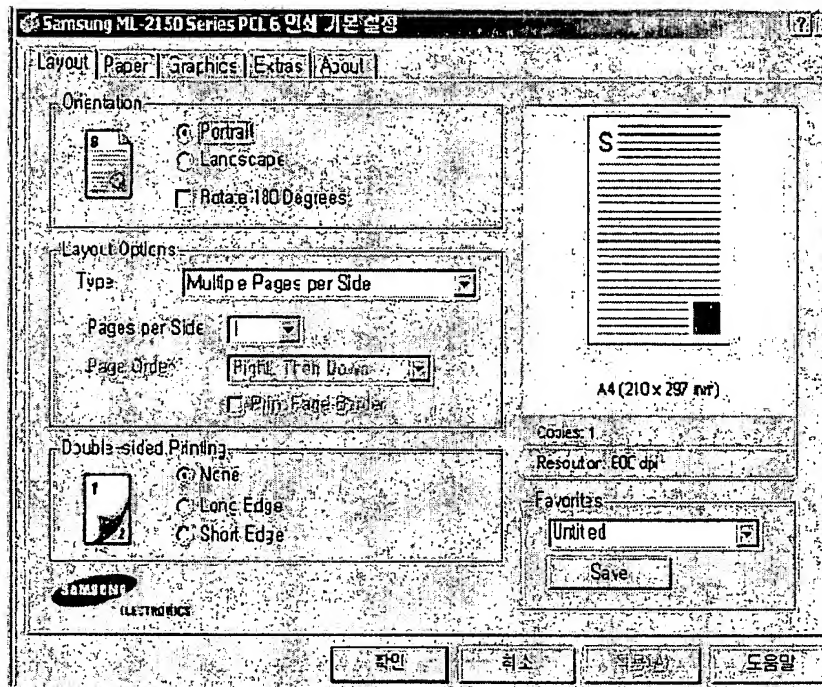 Samsung ML-2150 Series PCL 6 인쇄 기본 설정
Layout Paper Graphics Extras About
Orientation
Portrait
Landscape
Rotate 180 Degrees
S
A4 (210 x 297 mm)
Copies: 1
Layout Options
Type Multiple Pages per Side
Pages per Side 1
Page Order Right, Then Down
Print Page Border
Double-sided Printing
None
Long Edge
Short Edge
Favorites
Untitled
Save
SAMSUNG
ELECTRONICS
확인 취소 도움말